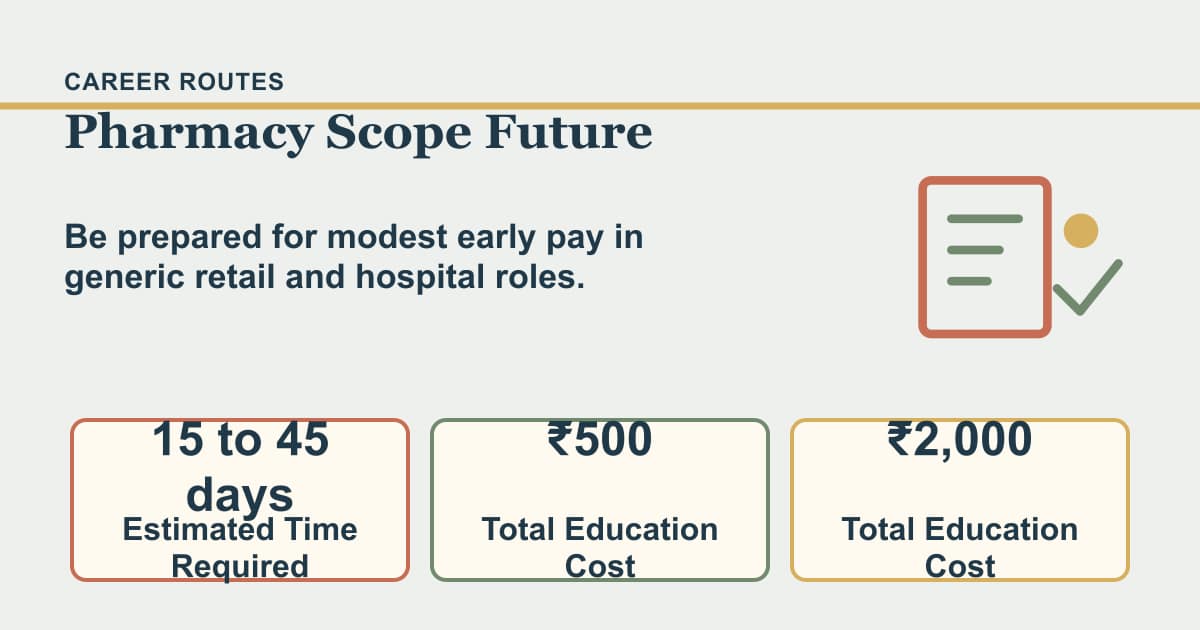 CAREER ROUTES
Pharmacy Scope Future
Be prepared for modest early pay in
generic retail and hospital roles.
15 to 45
days
Estimated Time
Required
₹500
Total Education
Cost
₹2,000
Total Education
Cost